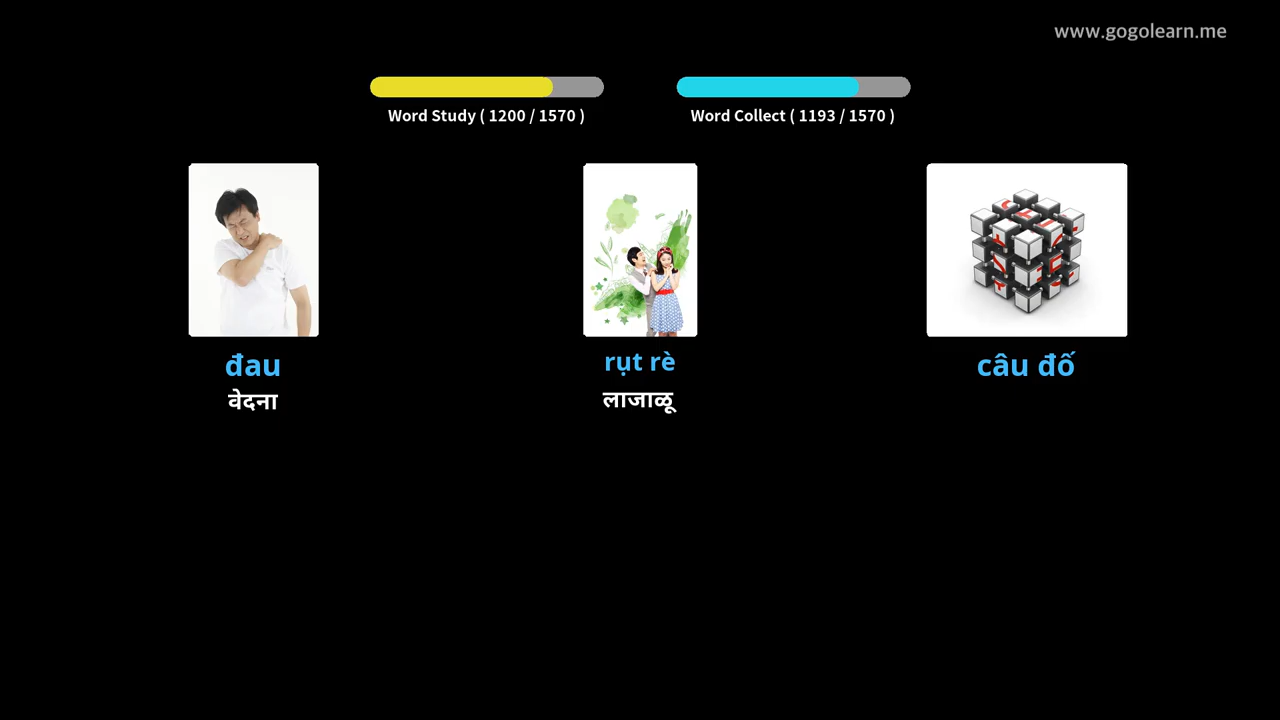 www.gogolearn.me
Word Study ( 1200 / 1570 )
Word Collect ( 1193 / 1570 )
đau
वेदना
rụt rè
लाजाळू
câu đố